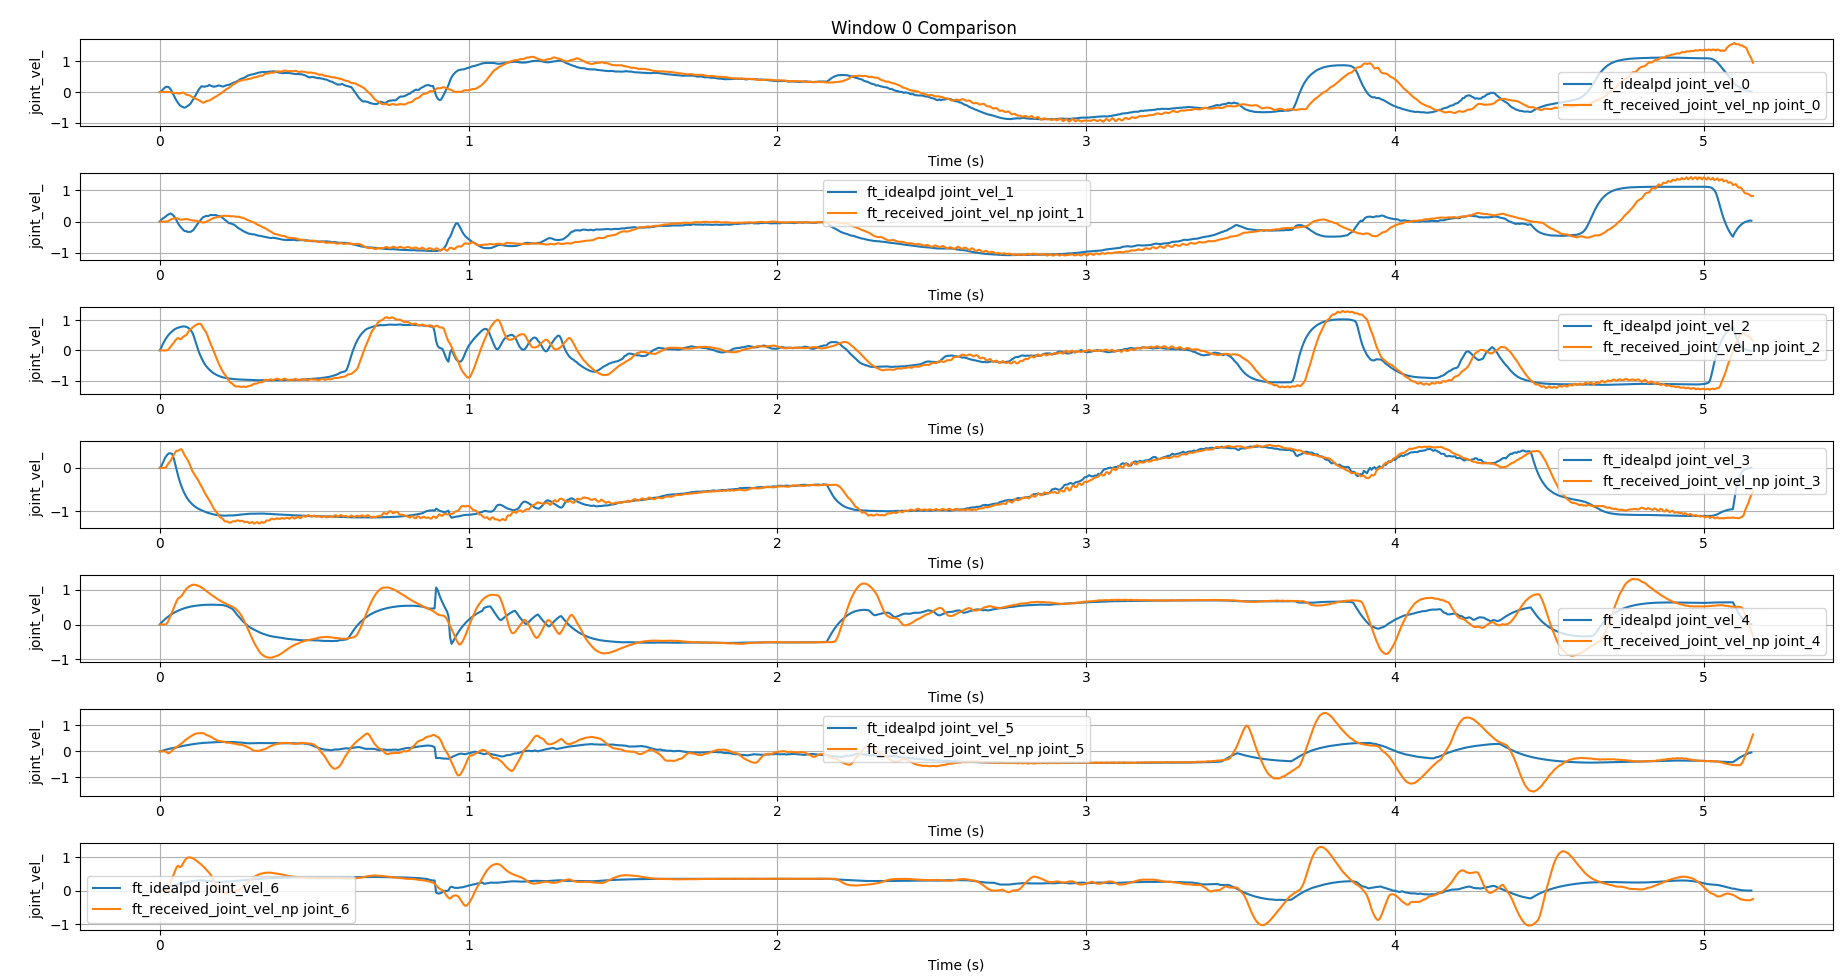 Window 0 Comparison
joint_vel_
1
0
−1
ft_idealpd joint_vel_0
ft_received_joint_vel_np joint_0
0 1 2 3 4 5
Time (s)
joint_vel_
1
0
−1
ft_idealpd joint_vel_1
ft_received_joint_vel_np joint_1
0 1 2 3 4 5
Time (s)
joint_vel_
1
0
−1
ft_idealpd joint_vel_2
ft_received_joint_vel_np joint_2
0 1 2 3 4 5
Time (s)
joint_vel_
0
−1
ft_idealpd joint_vel_3
ft_received_joint_vel_np joint_3
0 1 2 3 4 5
Time (s)
joint_vel_
1
0
−1
ft_idealpd joint_vel_4
ft_received_joint_vel_np joint_4
0 1 2 3 4 5
Time (s)
joint_vel_
1
0
−1
ft_idealpd joint_vel_5
ft_received_joint_vel_np joint_5
0 1 2 3 4 5
Time (s)
joint_vel_
1
0
−1
ft_idealpd joint_vel_6
ft_received_joint_vel_np joint_6
0 1 2 3 4 5
Time (s)